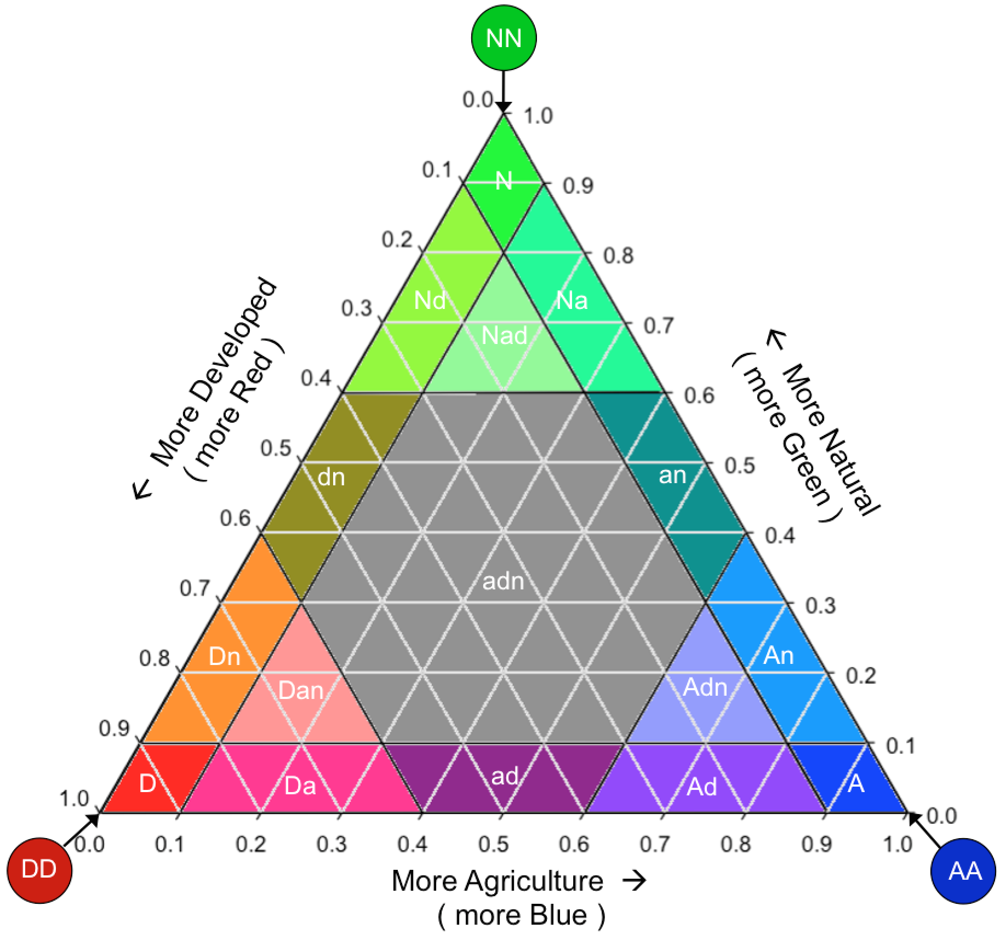 NN
0.0
1.0
0.1
N
0.9
0.2
0.8
0.3
Nd
Na
0.7
Nad
0.4
0.6
← More Developed
( more Red )
← More Natural
( more Green )
0.5
dn
an
0.5
0.6
0.4
adn
0.7
0.3
0.8
Dn
An
0.2
Dan
Adn
0.9
0.1
D
Da
ad
Ad
A
1.0
0.0
0.0 0.1 0.2 0.3 0.4 0.5 0.6 0.7 0.8 0.9 1.0
DD
AA
More Agriculture →
( more Blue )